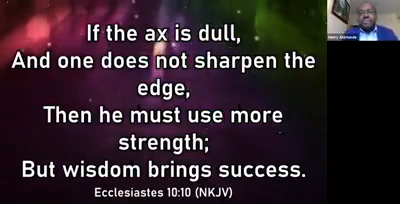 If the ax is dull,
And one does not sharpen the
edge,
Then he must use more
strength;
But wisdom brings success.
Ecclesiastes 10:10 (NKJV)